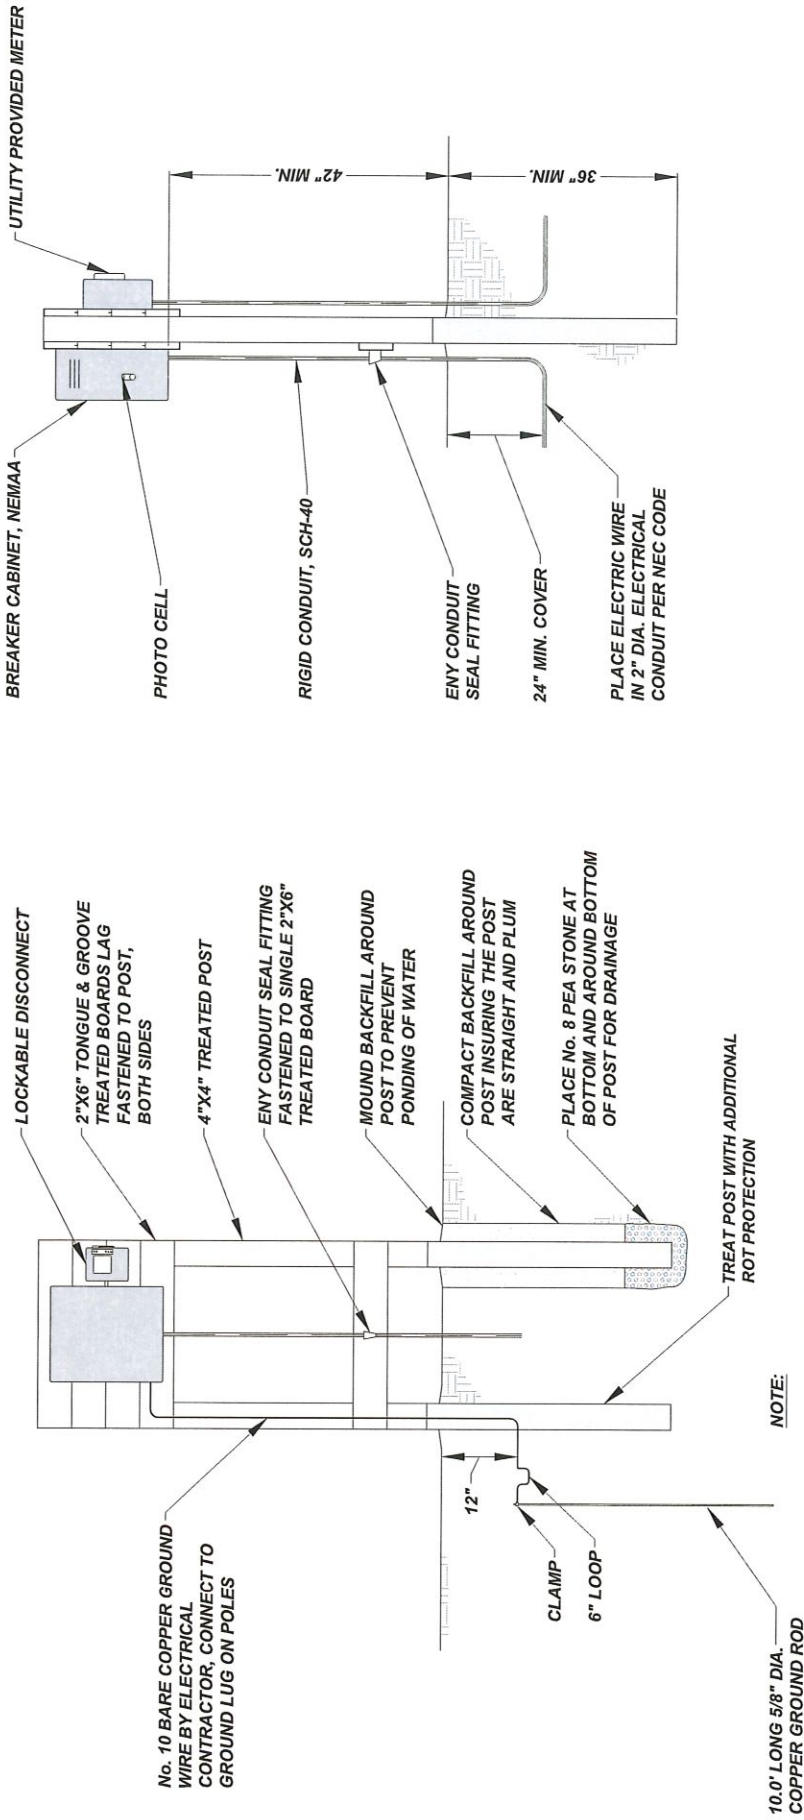 LOCKABLE DISCONNECT
2"X6" TONGUE & GROOVE
TREATED BOARDS LAG
FASTENED TO POST,
BOTH SIDES
4"X4" TREATED POST
ENY CONDUIT SEAL FITTING
FASTENED TO SINGLE 2"X6"
TREATED BOARD
MOUND BACKFILL AROUND
POST TO PREVENT
PONDING OF WATER
COMPACT BACKFILL AROUND
POST INSURING THE POST
ARE STRAIGHT AND PLUM
PLACE No. 8 PEA STONE AT
BOTTOM AND AROUND BOTTOM
OF POST FOR DRAINAGE
TREAT POST WITH ADDITIONAL
ROT PROTECTION
No. 10 BARE COPPER GROUND
WIRE BY ELECTRICAL
CONTRACTOR, CONNECT TO
GROUND LUG ON POLES
12"
CLAMP
6" LOOP
10.0' LONG 5/8" DIA.
COPPER GROUND ROD
NOTE:
BREAKER CABINET, NEMAA
UTILITY PROVIDED METER
PHOTO CELL
RIGID CONDUIT, SCH-40
ENY CONDUIT
SEAL FITTING
24" MIN. COVER
PLACE ELECTRIC WIRE
IN 2" DIA. ELECTRICAL
CONDUIT PER NEC CODE
42" MIN.
36" MIN.